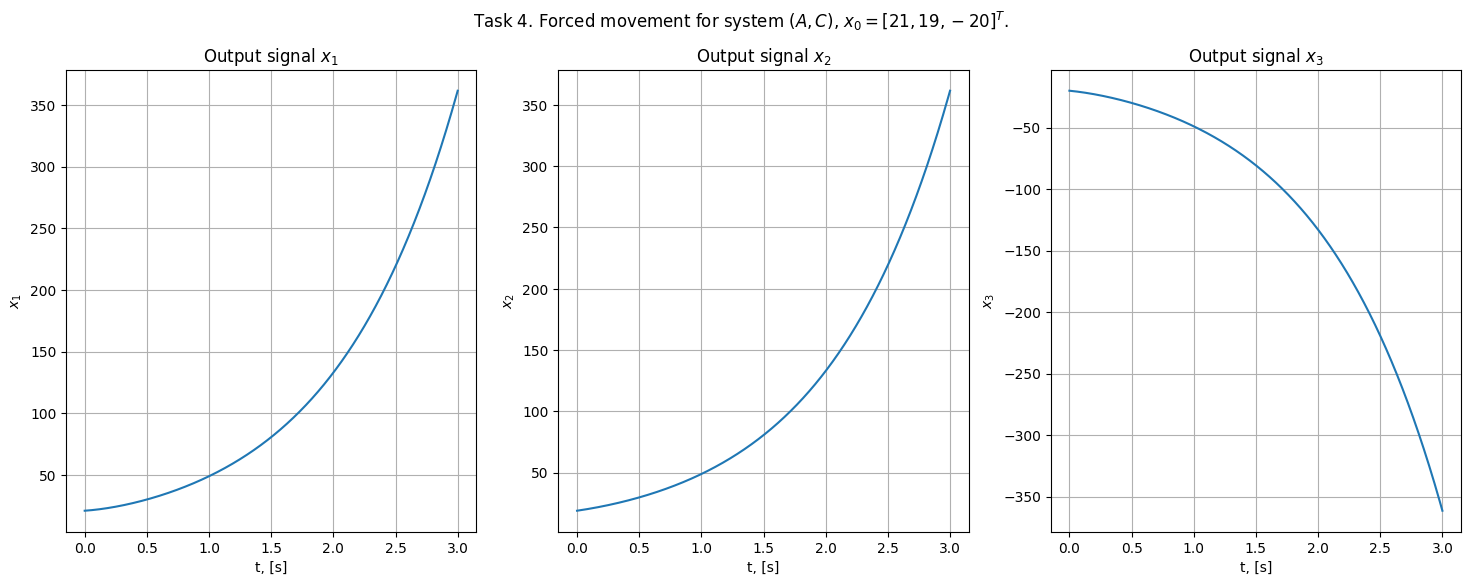 Task 4. Forced movement for system (A, C), x₀ = [21, 19, − 20]ᵀ.
Output signal x₁
350
300
250
200
150
100
50
x₁
0.0 0.5 1.0 1.5 2.0 2.5 3.0
t, [s]
Output signal x₂
350
300
250
200
150
100
50
x₂
0.0 0.5 1.0 1.5 2.0 2.5 3.0
t, [s]
Output signal x₃
−50
−100
−150
−200
−250
−300
−350
x₃
0.0 0.5 1.0 1.5 2.0 2.5 3.0
t, [s]